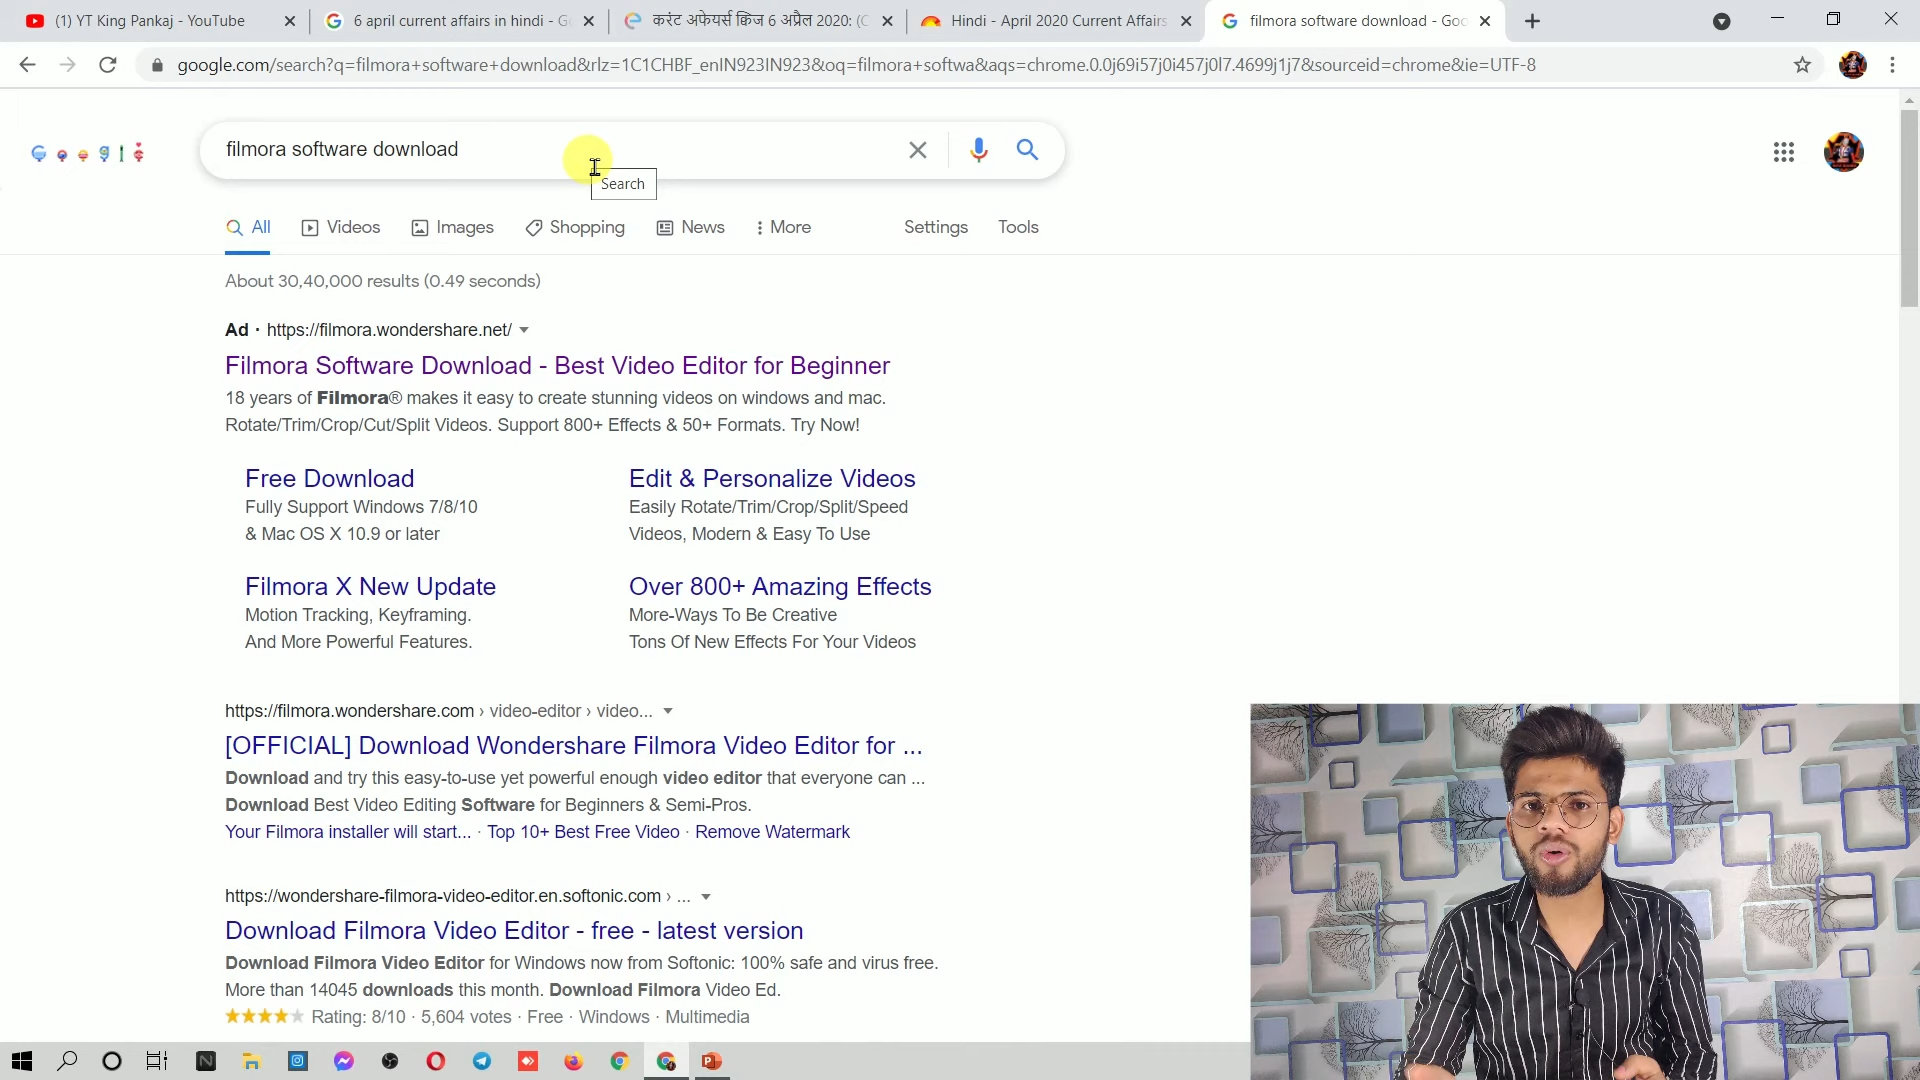 (1) YT King Pankaj - YouTube
6 april current affairs in hindi - Go
करंट अफेयर्स क्विज 6 अप्रैल 2020: (C
Hindi - April 2020 Current Affairs
filmora software download - Goo
google.com/search?q=filmora+software+download&rlz=1C1CHBF_enIN923IN923&oq=filmora+softwa&aqs=chrome.0.0j69i57j0i457j0l7.4699j1j7&sourceid=chrome&ie=UTF-8
Google
filmora software download
Search
All Videos Images Shopping News More Settings Tools
About 30,40,000 results (0.49 seconds)
Ad · https://filmora.wondershare.net/
Filmora Software Download - Best Video Editor for Beginner
18 years of Filmora® makes it easy to create stunning videos on windows and mac.
Rotate/Trim/Crop/Cut/Split Videos. Support 800+ Effects & 50+ Formats. Try Now!
Free Download
Fully Support Windows 7/8/10
& Mac OS X 10.9 or later
Edit & Personalize Videos
Easily Rotate/Trim/Crop/Split/Speed
Videos, Modern & Easy To Use
Filmora X New Update
Motion Tracking, Keyframing.
And More Powerful Features.
Over 800+ Amazing Effects
More-Ways To Be Creative
Tons Of New Effects For Your Videos
https://filmora.wondershare.com › video-editor › video...
[OFFICIAL] Download Wondershare Filmora Video Editor for ...
Download and try this easy-to-use yet powerful enough video editor that everyone can ...
Download Best Video Editing Software for Beginners & Semi-Pros.
Your Filmora installer will start... · Top 10+ Best Free Video · Remove Watermark
https://wondershare-filmora-video-editor.en.softonic.com › ...
Download Filmora Video Editor - free - latest version
Download Filmora Video Editor for Windows now from Softonic: 100% safe and virus free.
More than 14045 downloads this month. Download Filmora Video Ed.
Rating: 8/10 · 5,604 votes · Free · Windows · Multimedia